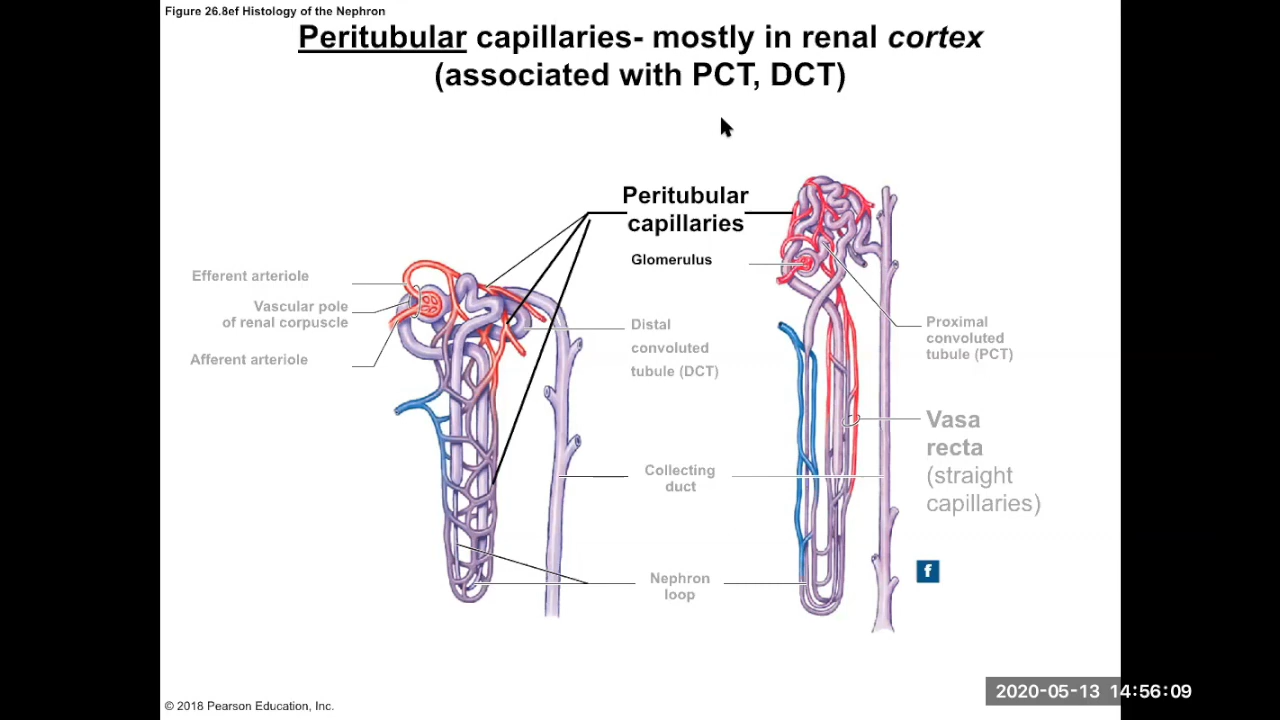 Figure 26.8ef Histology of the Nephron
Peritubular capillaries- mostly in renal cortex
(associated with PCT, DCT)
Peritubular
capillaries
Glomerulus
Efferent arteriole
Vascular pole
of renal corpuscle
Afferent arteriole
Distal
convoluted
tubule (DCT)
Proximal
convoluted
tubule (PCT)
Vasa
recta
(straight
capillaries)
Collecting
duct
Nephron
loop
f
© 2018 Pearson Education, Inc.
2020-05-13 14:56:09